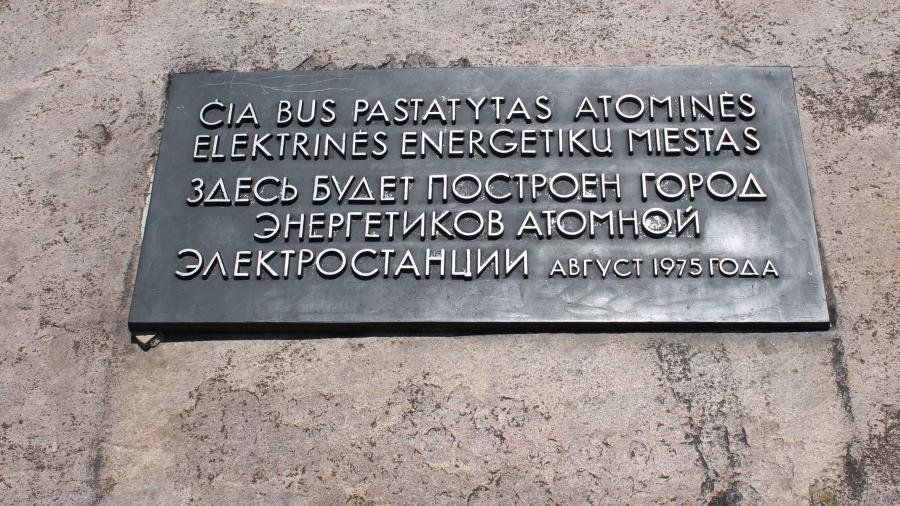 ČIA BUS PASTATYTAS ATOMINĖS
ELEKTRINĖS ENERGETIKŲ MIESTAS
ЗДЕСЬ БУДЕТ ПОСТРОЕН ГОРОД
ЭНЕРГЕТИКОВ АТОМНОЙ
ЭЛЕКТРОСТАНЦИИ АВГУСТ 1975 ГОДА